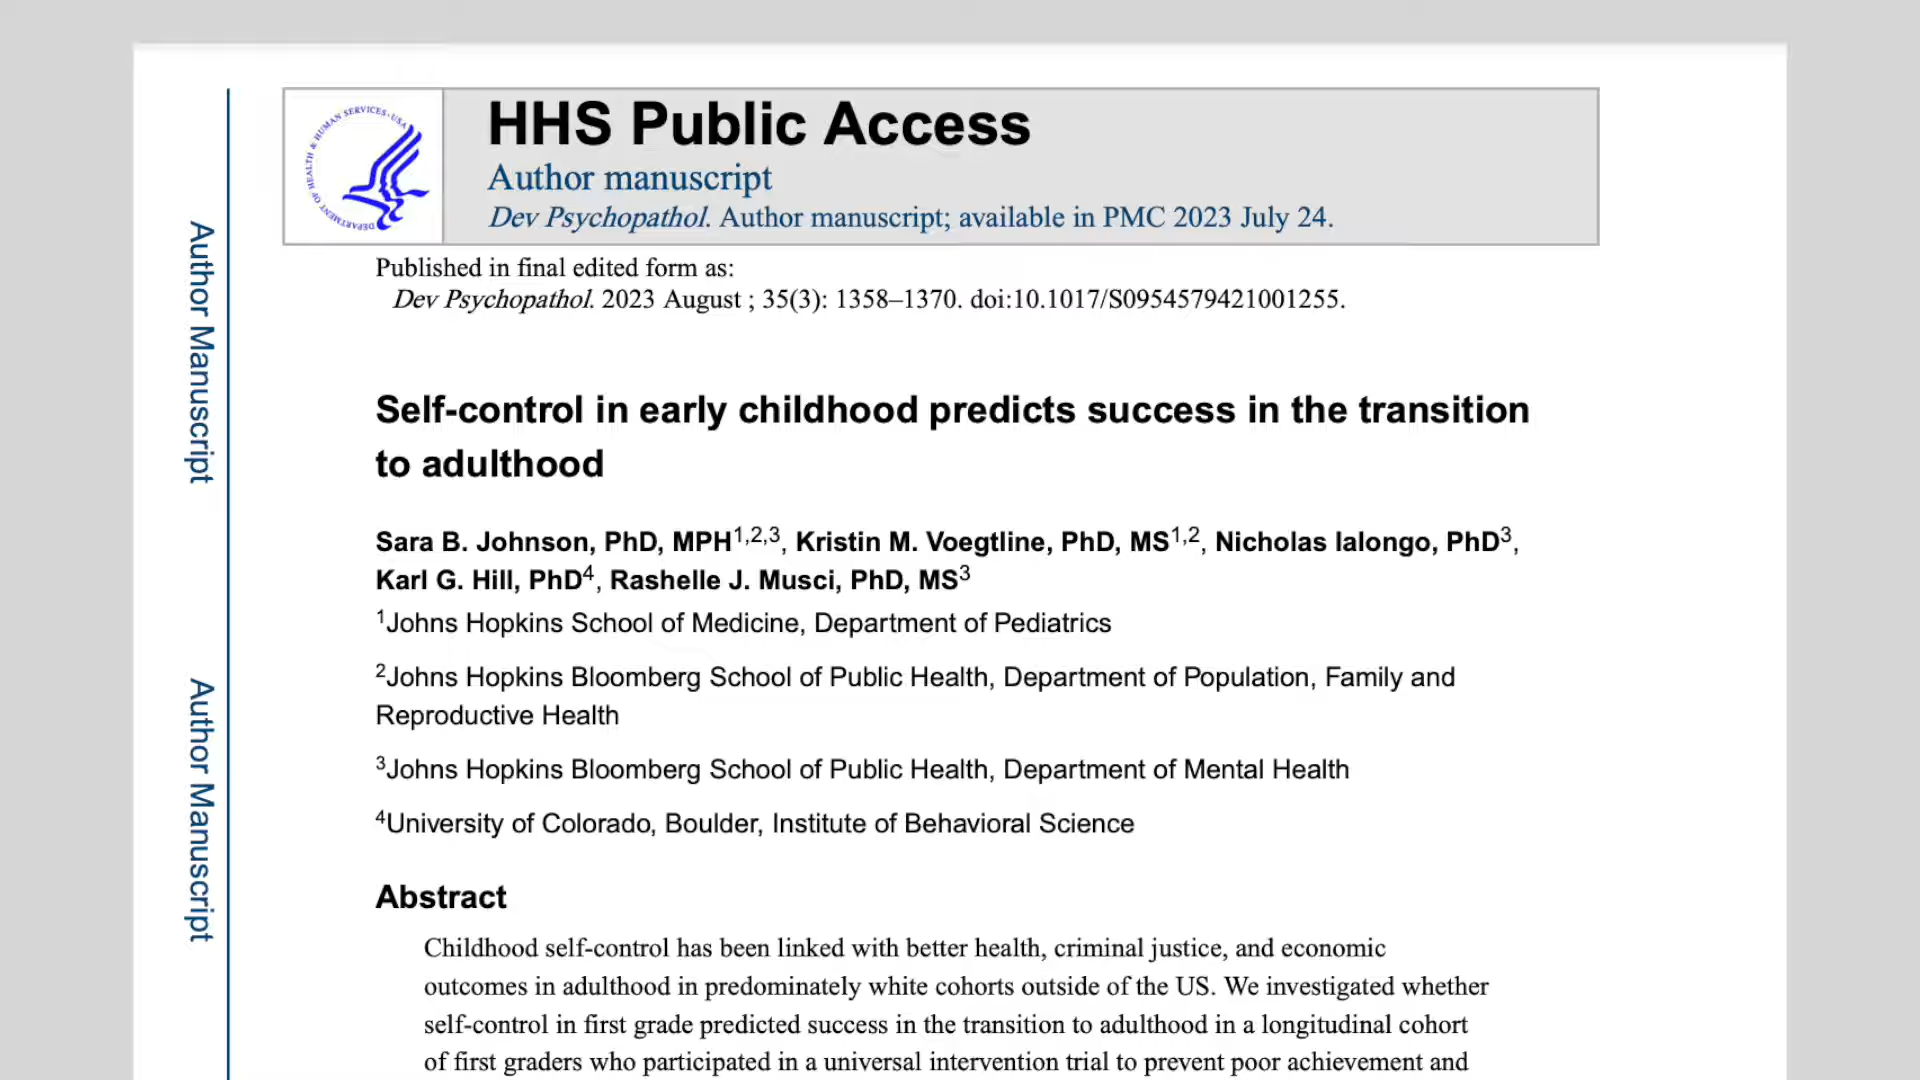 DEPARTMENT OF HEALTH & HUMAN SERVICES • USA
HHS Public Access
Author manuscript
Dev Psychopathol. Author manuscript; available in PMC 2023 July 24.
Published in final edited form as:
Dev Psychopathol. 2023 August ; 35(3): 1358–1370. doi:10.1017/S0954579421001255.
Self-control in early childhood predicts success in the transition
to adulthood
Sara B. Johnson, PhD, MPH1,2,3, Kristin M. Voegtline, PhD, MS1,2, Nicholas Ialongo, PhD3,
Karl G. Hill, PhD4, Rashelle J. Musci, PhD, MS3
1Johns Hopkins School of Medicine, Department of Pediatrics
2Johns Hopkins Bloomberg School of Public Health, Department of Population, Family and
Reproductive Health
3Johns Hopkins Bloomberg School of Public Health, Department of Mental Health
4University of Colorado, Boulder, Institute of Behavioral Science
Abstract
Childhood self-control has been linked with better health, criminal justice, and economic
outcomes in adulthood in predominately white cohorts outside of the US. We investigated whether
self-control in first grade predicted success in the transition to adulthood in a longitudinal cohort
of first graders who participated in a universal intervention trial to prevent poor achievement and
Author Manuscript
Author Manuscript